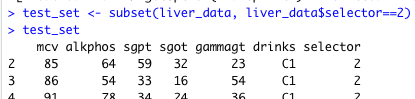 > test_set <- subset(liver_data, liver_data$selector==2)
> test_set
mcv alkphos sgpt sgot gammagt drinks selector
2 85 64 59 32 23 C1 2
3 86 54 33 16 54 C1 2
4 91 78 34 24 36 C1 2